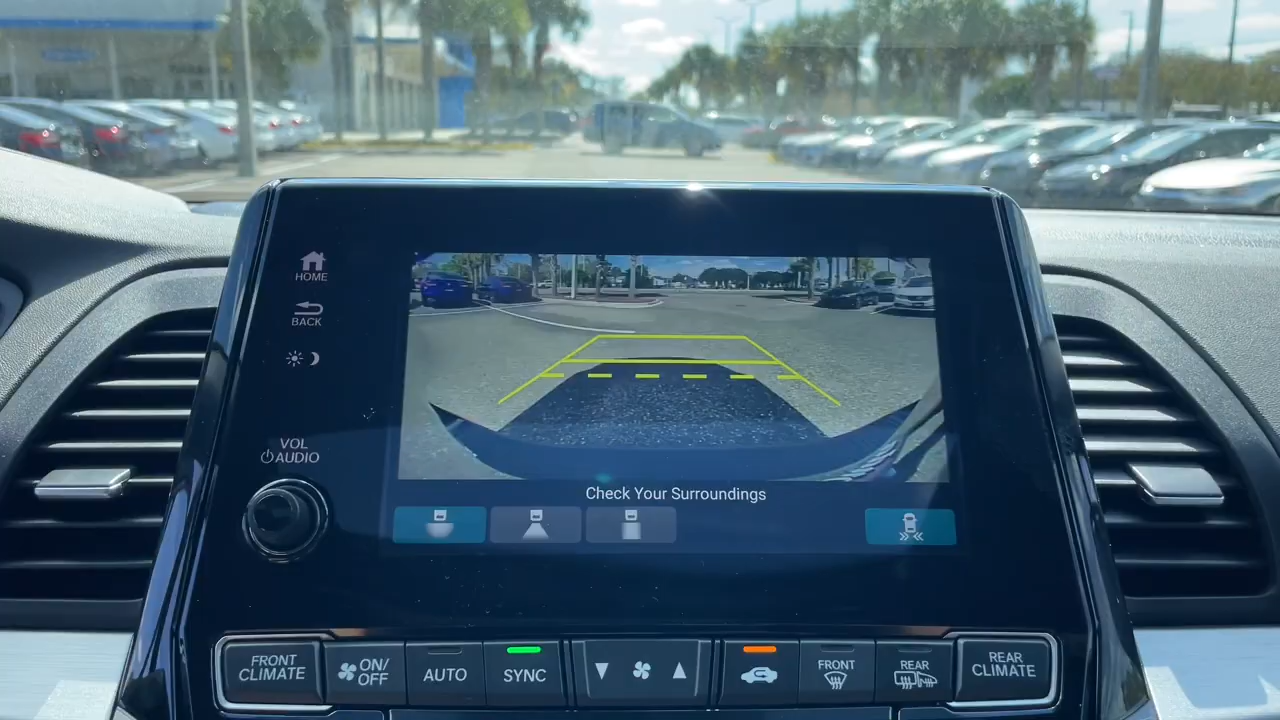 HOME
BACK
VOL
AUDIO
Check Your Surroundings
FRONT
CLIMATE
ON/
OFF
AUTO
SYNC
FRONT
REAR
REAR
CLIMATE